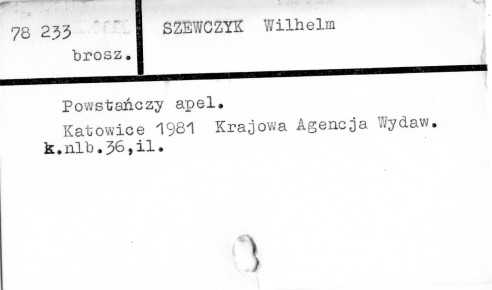 78 233 SZEWCZYK Wilhelm
brosz.
Powstańczy apel.
Katowice 1981 Krajowa Agencja Wydaw.
k.nlb.36,il.